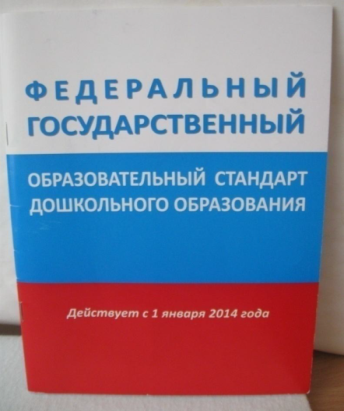 ФЕДЕРАЛЬНЫЙ
ГОСУДАРСТВЕННЫЙ
ОБРАЗОВАТЕЛЬНЫЙ СТАНДАРТ
ДОШКОЛЬНОГО ОБРАЗОВАНИЯ
Действует с 1 января 2014 года